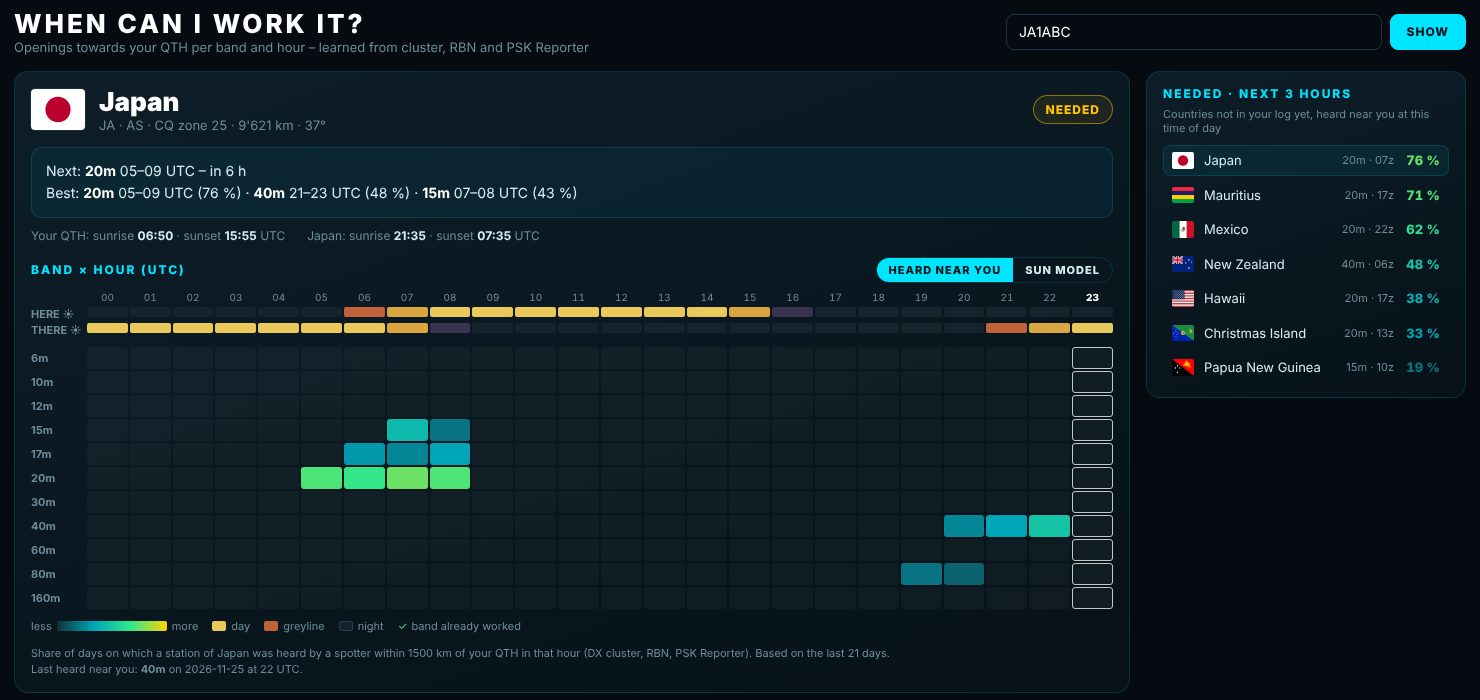 WHEN CAN I WORK IT?
Openings towards your QTH per band and hour – learned from cluster, RBN and PSK Reporter
JA1ABC
SHOW
Japan
JA · AS · CQ zone 25 · 9'621 km · 37°
NEEDED
Next: 20m 05–09 UTC – in 6 h
Best: 20m 05–09 UTC (76 %) · 40m 21–23 UTC (48 %) · 15m 07–08 UTC (43 %)
Your QTH: sunrise 06:50 · sunset 15:55 UTC Japan: sunrise 21:35 · sunset 07:35 UTC
BAND × HOUR (UTC)
HEARD NEAR YOU
SUN MODEL
00 01 02 03 04 05 06 07 08 09 10 11 12 13 14 15 16 17 18 19 20 21 22 23
HERE ☀
THERE ☀
6m
10m
12m
15m
17m
20m
30m
40m
60m
80m
160m
less more day greyline night ✓ band already worked
Share of days on which a station of Japan was heard by a spotter within 1500 km of your QTH in that hour (DX cluster, RBN, PSK Reporter). Based on the last 21 days.
Last heard near you: 40m on 2026-11-25 at 22 UTC.
NEEDED · NEXT 3 HOURS
Countries not in your log yet, heard near you at this
time of day
Japan 20m · 07z 76 %
Mauritius 20m · 17z 71 %
Mexico 20m · 22z 62 %
New Zealand 40m · 06z 48 %
Hawaii 20m · 17z 38 %
Christmas Island 20m · 13z 33 %
Papua New Guinea 15m · 10z 19 %